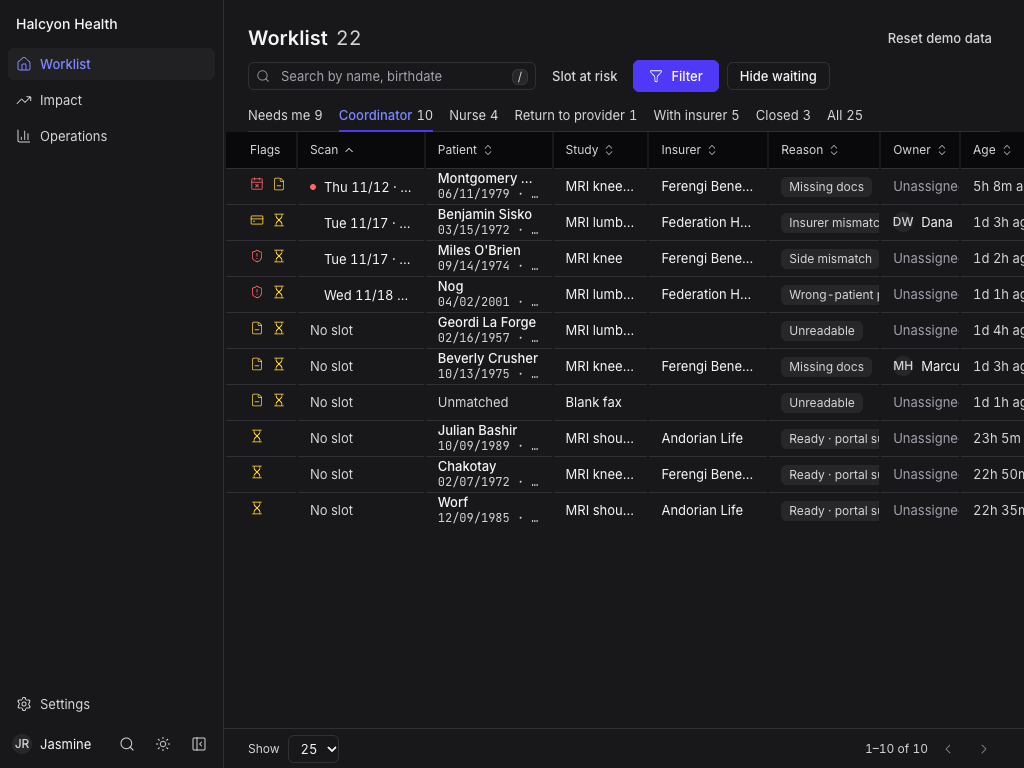 Halcyon Health
Worklist
Impact
Operations
Settings
JR Jasmine
Worklist 22
Reset demo data
Search by name, birthdate /
Slot at risk
Filter
Hide waiting
Needs me 9 Coordinator 10 Nurse 4 Return to provider 1 With insurer 5 Closed 3 All 25
Flags Scan Patient Study Insurer Reason Owner Age
Thu 11/12 · ... Montgomery ... MRI knee... Ferengi Bene... Missing docs Unassigne 5h 8m a
06/11/1979 · …
Tue 11/17 · ... Benjamin Sisko MRI lumb... Federation H... Insurer mismatc DW Dana 1d 3h ag
03/15/1972 · …
Tue 11/17 · ... Miles O'Brien MRI knee Ferengi Bene... Side mismatch Unassigne 1d 2h ag
09/14/1974 · …
Wed 11/18 ... Nog MRI lumb... Federation H... Wrong-patient Unassigne 1d 1h ag
04/02/2001 · …
No slot Geordi La Forge MRI lumb... Unreadable Unassigne 1d 4h ag
02/16/1957 · …
No slot Beverly Crusher MRI knee... Ferengi Bene... Missing docs MH Marcu 1d 3h ag
10/13/1975 · …
No slot Unmatched Blank fax Unreadable Unassigne 1d 1h ag
No slot Julian Bashir MRI shou... Andorian Life Ready · portal su Unassigne 23h 5m
10/09/1989 · …
No slot Chakotay MRI knee... Ferengi Bene... Ready · portal su Unassigne 22h 50m
02/07/1972 · …
No slot Worf MRI shou... Andorian Life Ready · portal su Unassigne 22h 35m
12/09/1985 · …
Show 25
1–10 of 10